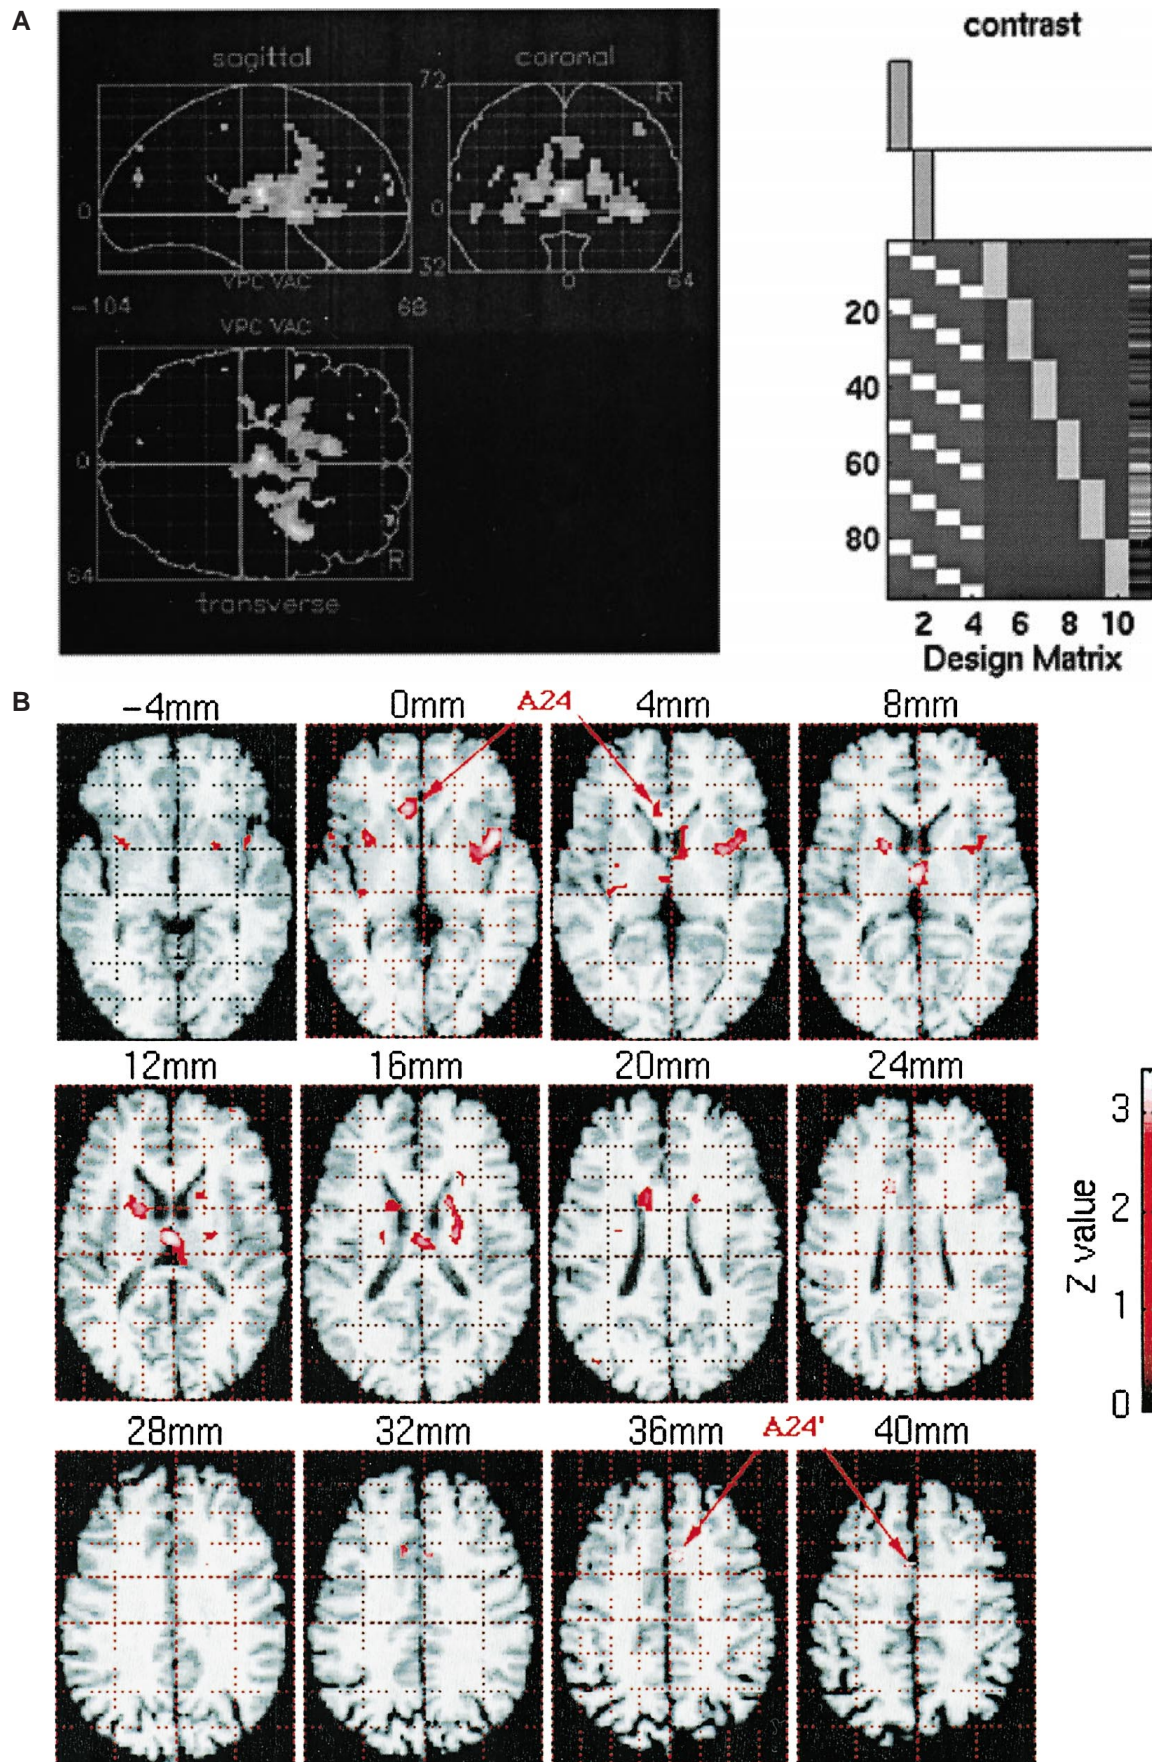 A
sagittal
coronal
72
R
0
0
32
VPC VAC
0
64
-104
68
VPC VAC
0
R
64
transverse
contrast
20
40
60
80
2 4 6 8 10
Design Matrix
B
-4mm
0mm
A24
4mm
8mm
12mm
16mm
20mm
24mm
3
2
1
0
Z value
28mm
32mm
36mm
A24'
40mm